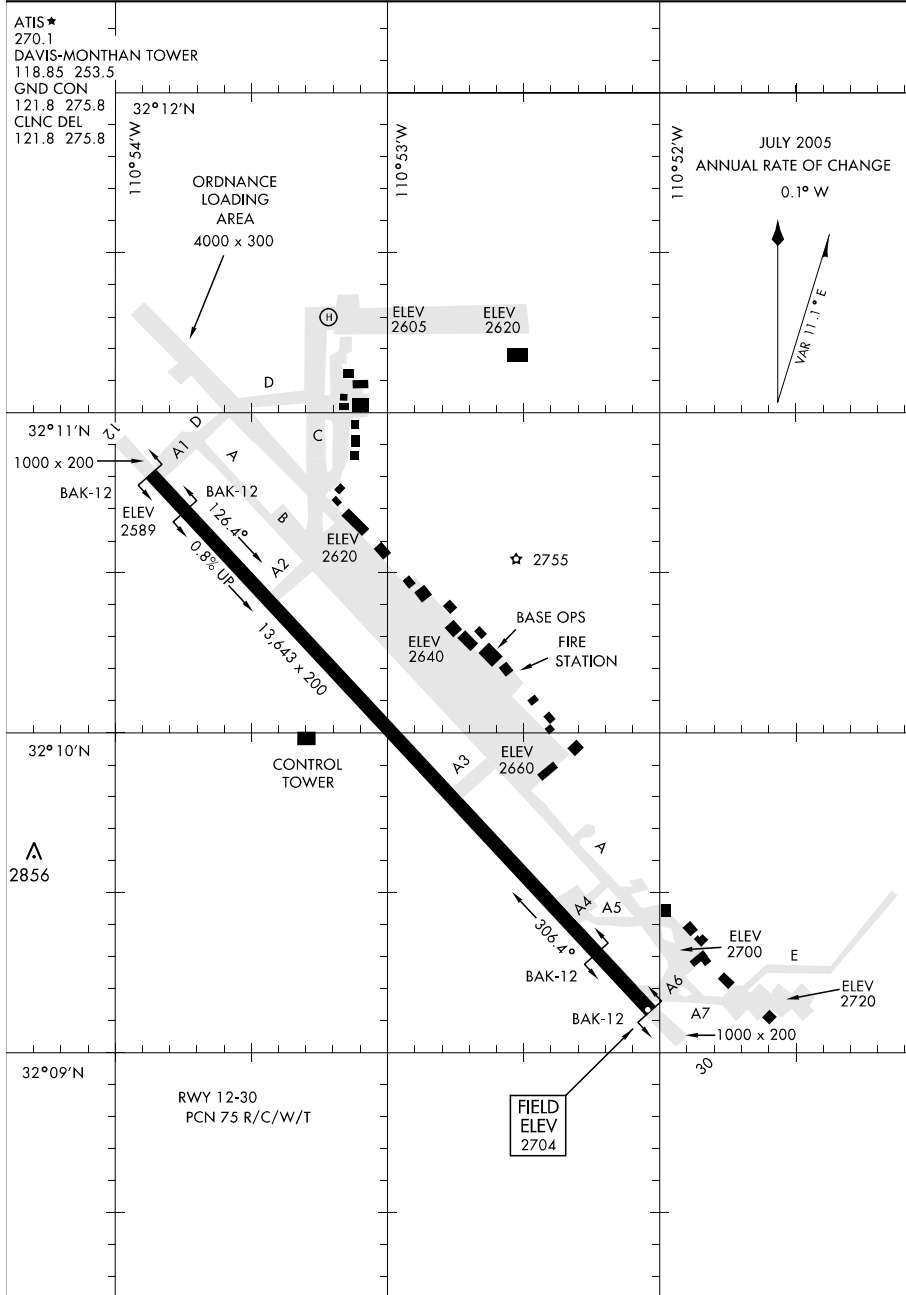 ATIS★
270.1
DAVIS-MONTHAN TOWER
118.85 253.5
GND CON
121.8 275.8
CLNC DEL
121.8 275.8
32°12'N
110°54'W
110°53'W
110°52'W
JULY 2005
ANNUAL RATE OF CHANGE
0.1° W
VAR 11.1° E
ORDNANCE
LOADING
AREA
4000 x 300
H
ELEV
2605
ELEV
2620
D
32°11'N
12
D
C
A1
A
1000 x 200
BAK-12
BAK-12
ELEV
2589
126.4°
B
ELEV
2620
0.8% UP
A2
2755
13,643 x 200
BASE OPS
ELEV
2640
FIRE
STATION
32°10'N
CONTROL
TOWER
A3
ELEV
2660
2856
A
A4
A5
306.4°
ELEV
2700
E
BAK-12
A6
ELEV
2720
BAK-12
A7
1000 x 200
30
32°09'N
RWY 12-30
PCN 75 R/C/W/T
FIELD
ELEV
2704